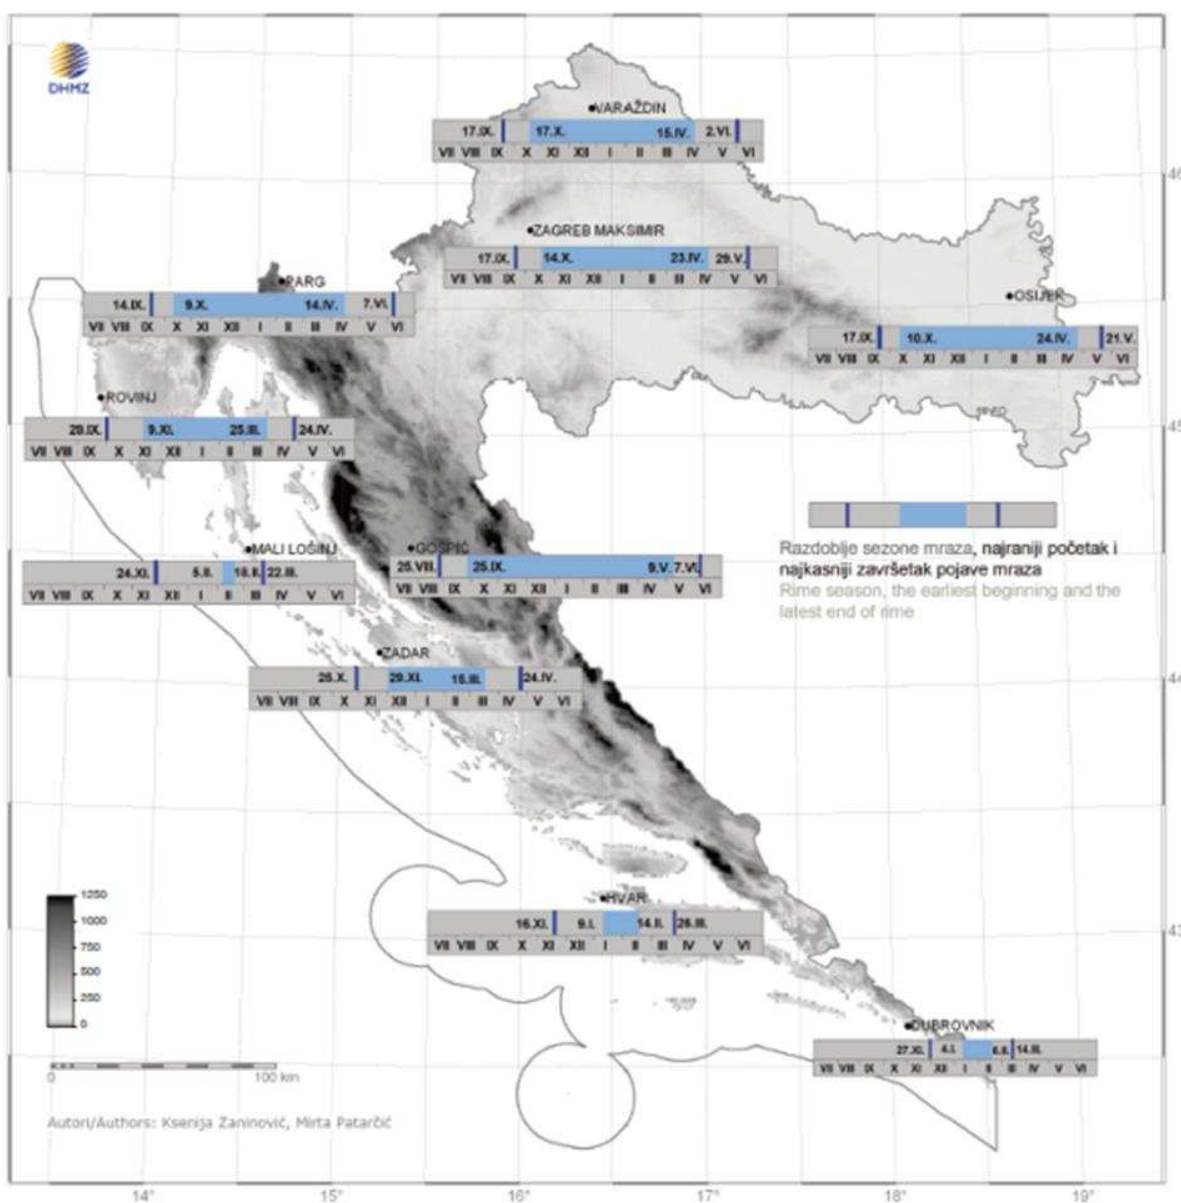 DHMZ
VARAŽDIN
17.IX. 17.X. 15.IV. 2.VI.
VII VIII IX X XI XII I II III IV V VI
46
ZAGREB MAKSIMIR
17.IX. 14.X. 23.IV. 29.V.
VII VIII IX X XI XII I II III IV V VI
PARG
14.IX. 9.X. 14.IV. 7.VI.
VII VIII IX X XI XII I II III IV V VI
OSIJEK
17.IX. 10.X. 24.IV. 21.V.
VII VIII IX X XI XII I II III IV V VI
ROVINJ
29.IX. 9.XI. 25.III. 24.IV.
VII VIII IX X XI XII I II III IV V VI
45
Razdoblje sezone mraza, najraniji početak i
najkasniji završetak pojave mraza
Rime season, the earliest beginning and the
latest end of rime
MALI LOŠINJ
24.XI. 5.II. 18.II. 22.III.
VII VIII IX X XI XII I II III IV V VI
GOSPIĆ
25.VIII. 25.IX. 9.V. 7.VI.
VII VIII IX X XI XII I II III IV V VI
ZADAR
29.XI. 24.IV.
VII VIII IX X XI XII I II III IV V VI
44
HVAR
16.XI. 9.I. 14.II. 26.III.
VII VIII IX X XI XII I II III IV V VI
43
1250
1000
750
500
250
0
DUBROVNIK
27.XI. 4.I. 6.II. 14.III.
VII VIII IX X XI XII I II III IV V VI
0 100 km
Autori/Authors: Ksenija Zaninović, Mirta Patarčić
14° 15° 16° 17° 18° 19°